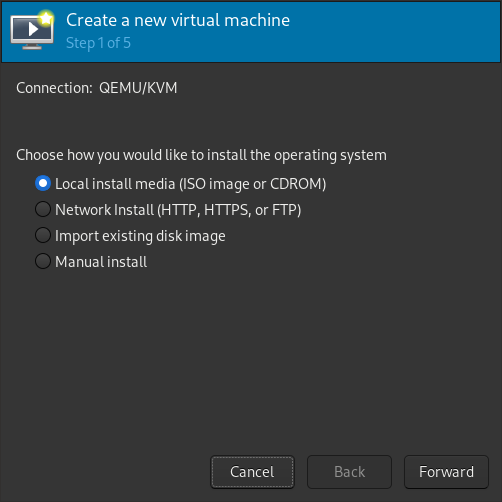 Create a new virtual machine
Step 1 of 5
Connection: QEMU/KVM
Choose how you would like to install the operating system
Local install media (ISO image or CDROM)
Network Install (HTTP, HTTPS, or FTP)
Import existing disk image
Manual install
Cancel Back Forward